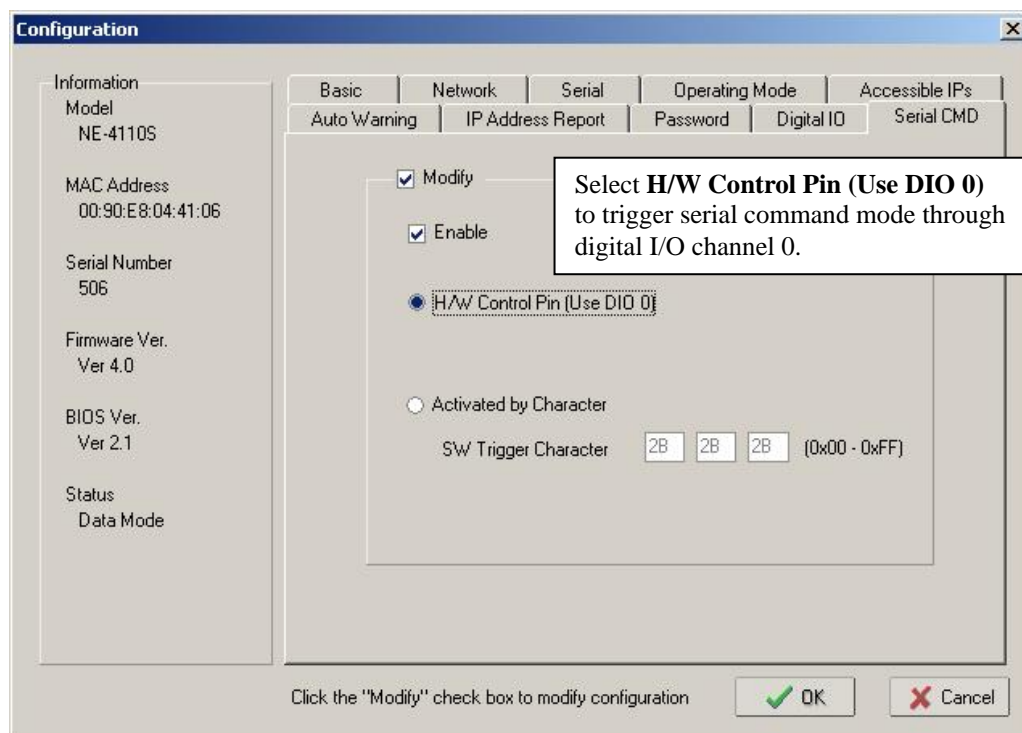 Configuration
Information
Model
NE-4110S
MAC Address
00:90:E8:04:41:06
Serial Number
506
Firmware Ver.
Ver 4.0
BIOS Ver.
Ver 2.1
Status
Data Mode
Basic
Network
Serial
Operating Mode
Accessible IPs
Auto Warning
IP Address Report
Password
Digital IO
Serial CMD
Modify
Select H/W Control Pin (Use DIO 0)
to trigger serial command mode through
digital I/O channel 0.
Enable
H/W Control Pin (Use DIO 0)
Activated by Character
SW Trigger Character
2B
2B
2B
(0x00 - 0xFF)
Click the "Modify" check box to modify configuration
OK
Cancel